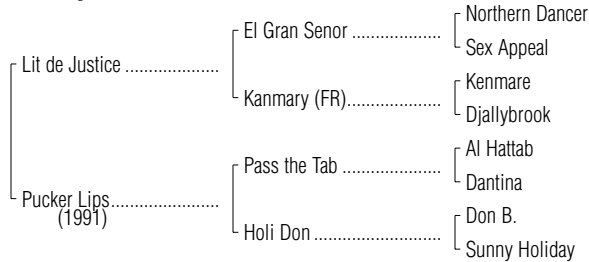 Northern Dancer
El Gran Senor ...................
Sex Appeal
Lit de Justice ....................
Kenmare
Kanmary (FR)....................
Djallybrook
Al Hattab
Pass the Tab .....................
Dantina
Pucker Lips.......................
(1991)
Don B.
Holi Don ...........................
Sunny Holiday